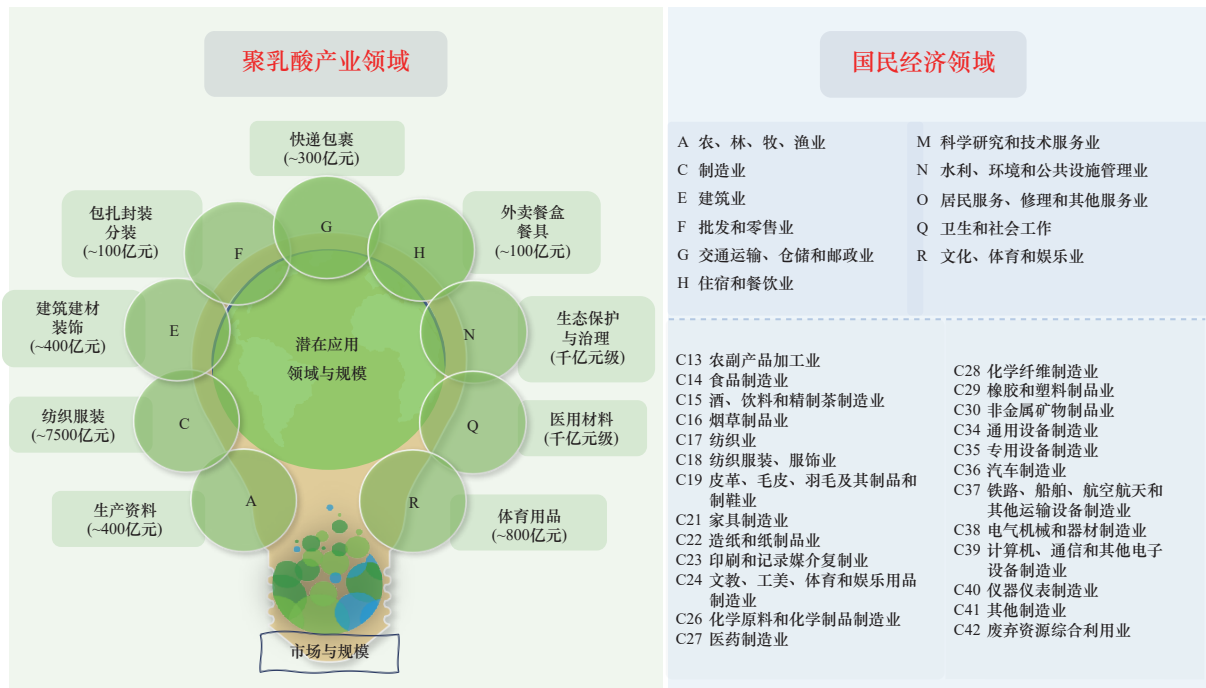 聚乳酸产业领域
快递包裹
(~300亿元)
包扎封装
分装
(~100亿元)
外卖餐盒
餐具
(~100亿元)
建筑建材
装饰
(~400亿元)
生态保护
与治理
(千亿元级)
纺织服装
(~7500亿元)
医用材料
(千亿元级)
生产资料
(~400亿元)
体育用品
(~800亿元)
G
F
H
E
N
C
Q
A
R
潜在应用
领域与规模
市场与规模
国民经济领域
A 农、林、牧、渔业
C 制造业
E 建筑业
F 批发和零售业
G 交通运输、仓储和邮政业
H 住宿和餐饮业
M 科学研究和技术服务业
N 水利、环境和公共设施管理业
O 居民服务、修理和其他服务业
Q 卫生和社会工作
R 文化、体育和娱乐业
C13 农副产品加工业
C14 食品制造业
C15 酒、饮料和精制茶制造业
C16 烟草制品业
C17 纺织业
C18 纺织服装、服饰业
C19 皮革、毛皮、羽毛及其制品和
制鞋业
C21 家具制造业
C22 造纸和纸制品业
C23 印刷和记录媒介复制业
C24 文教、工美、体育和娱乐用品
制造业
C26 化学原料和化学制品制造业
C27 医药制造业
C28 化学纤维制造业
C29 橡胶和塑料制品业
C30 非金属矿物制品业
C34 通用设备制造业
C35 专用设备制造业
C36 汽车制造业
C37 铁路、船舶、航空航天和
其他运输设备制造业
C38 电气机械和器材制造业
C39 计算机、通信和其他电子
设备制造业
C40 仪器仪表制造业
C41 其他制造业
C42 废弃资源综合利用业